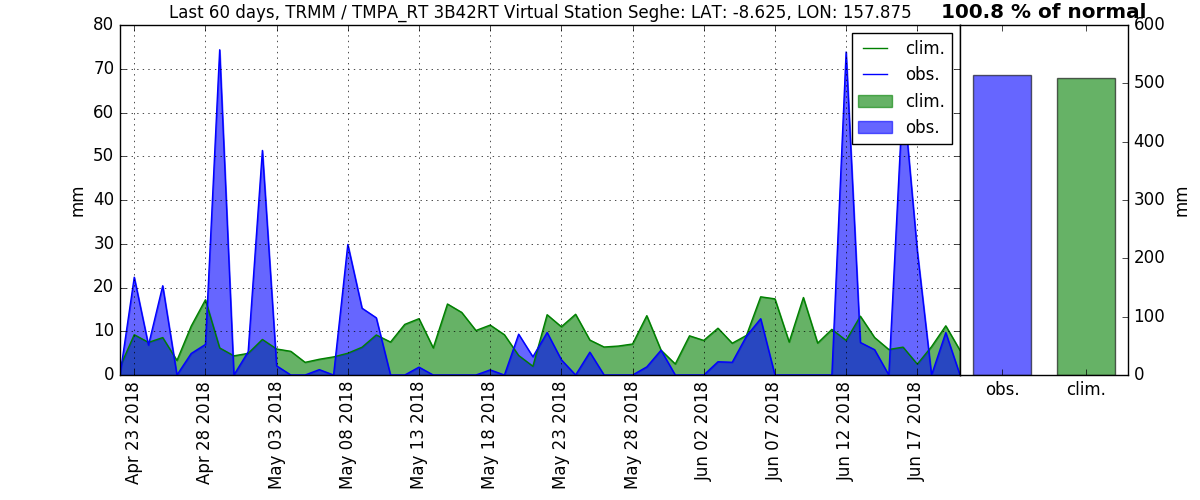 Last 60 days, TRMM / TMPA_RT 3B42RT Virtual Station Seghe: LAT: -8.625, LON: 157.875
100.8 % of normal
80
70
60
50
40
30
20
10
0
mm
clim.
obs.
clim.
obs.
600
500
400
300
200
100
0
mm
obs.
clim.
Apr 23 2018
Apr 28 2018
May 03 2018
May 08 2018
May 13 2018
May 18 2018
May 23 2018
May 28 2018
Jun 02 2018
Jun 07 2018
Jun 12 2018
Jun 17 2018